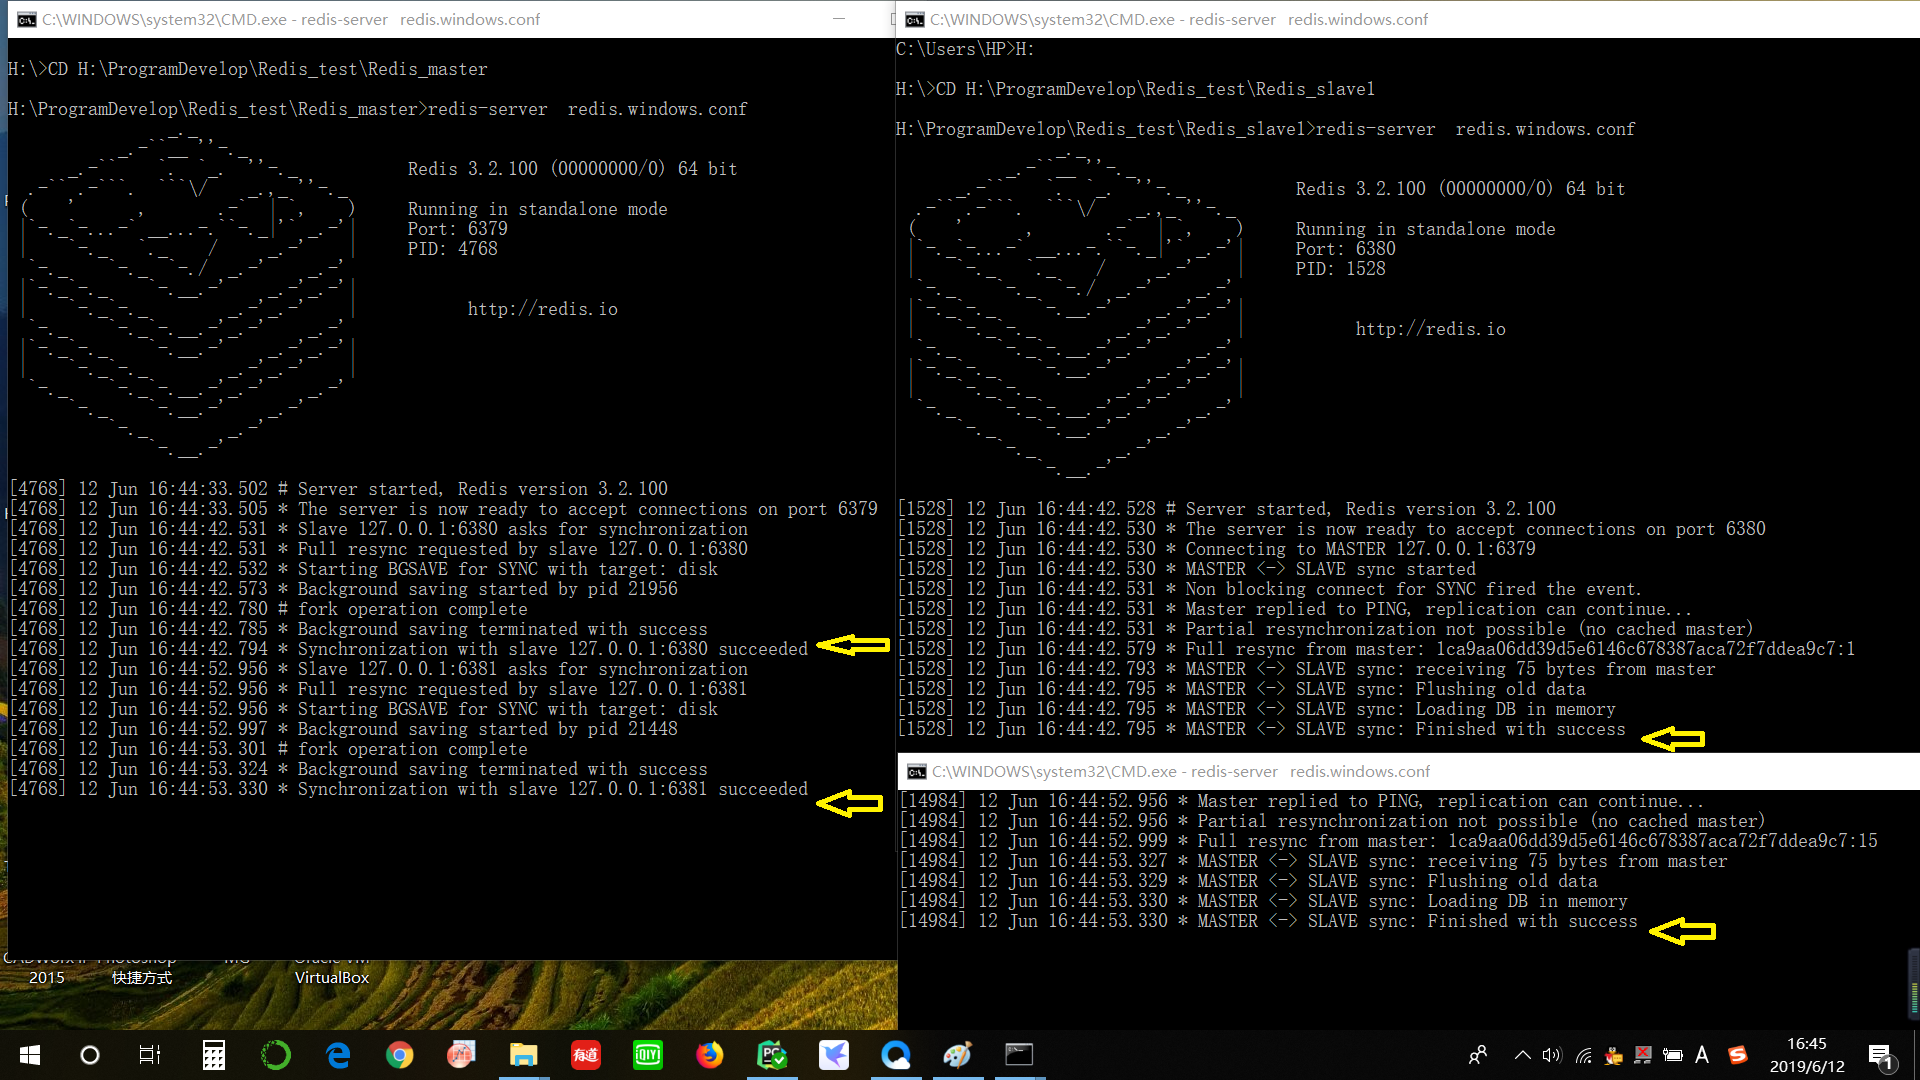 C:\WINDOWS\system32\CMD.exe - redis-server   redis.windows.conf
H:\>CD H:\ProgramDevelop\Redis_test\Redis_master
H:\ProgramDevelop\Redis_test\Redis_master>redis-server  redis.windows.conf
Redis 3.2.100 (00000000/0) 64 bit
Running in standalone mode
Port: 6379
PID: 4768
http://redis.io
[4768] 12 Jun 16:44:33.502 # Server started, Redis version 3.2.100
[4768] 12 Jun 16:44:33.505 * The server is now ready to accept connections on port 6379
[4768] 12 Jun 16:44:42.531 * Slave 127.0.0.1:6380 asks for synchronization
[4768] 12 Jun 16:44:42.531 * Full resync requested by slave 127.0.0.1:6380
[4768] 12 Jun 16:44:42.532 * Starting BGSAVE for SYNC with target: disk
[4768] 12 Jun 16:44:42.573 * Background saving started by pid 21956
[4768] 12 Jun 16:44:42.780 # fork operation complete
[4768] 12 Jun 16:44:42.785 * Background saving terminated with success
[4768] 12 Jun 16:44:42.794 * Synchronization with slave 127.0.0.1:6380 succeeded
[4768] 12 Jun 16:44:52.956 * Slave 127.0.0.1:6381 asks for synchronization
[4768] 12 Jun 16:44:52.956 * Full resync requested by slave 127.0.0.1:6381
[4768] 12 Jun 16:44:52.956 * Starting BGSAVE for SYNC with target: disk
[4768] 12 Jun 16:44:52.997 * Background saving started by pid 21448
[4768] 12 Jun 16:44:53.301 # fork operation complete
[4768] 12 Jun 16:44:53.324 * Background saving terminated with success
[4768] 12 Jun 16:44:53.330 * Synchronization with slave 127.0.0.1:6381 succeeded
C:\WINDOWS\system32\CMD.exe - redis-server   redis.windows.conf
C:\Users\HP>H:
H:\>CD H:\ProgramDevelop\Redis_test\Redis_slave1
H:\ProgramDevelop\Redis_test\Redis_slave1>redis-server  redis.windows.conf
Redis 3.2.100 (00000000/0) 64 bit
Running in standalone mode
Port: 6380
PID: 1528
http://redis.io
[1528] 12 Jun 16:44:42.528 # Server started, Redis version 3.2.100
[1528] 12 Jun 16:44:42.530 * The server is now ready to accept connections on port 6380
[1528] 12 Jun 16:44:42.530 * Connecting to MASTER 127.0.0.1:6379
[1528] 12 Jun 16:44:42.530 * MASTER <-> SLAVE sync started
[1528] 12 Jun 16:44:42.531 * Non blocking connect for SYNC fired the event.
[1528] 12 Jun 16:44:42.531 * Master replied to PING, replication can continue...
[1528] 12 Jun 16:44:42.531 * Partial resynchronization not possible (no cached master)
[1528] 12 Jun 16:44:42.579 * Full resync from master: 1ca9aa06dd39d5e6146c678387aca72f7ddea9c7:1
[1528] 12 Jun 16:44:42.793 * MASTER <-> SLAVE sync: receiving 75 bytes from master
[1528] 12 Jun 16:44:42.795 * MASTER <-> SLAVE sync: Flushing old data
[1528] 12 Jun 16:44:42.795 * MASTER <-> SLAVE sync: Loading DB in memory
[1528] 12 Jun 16:44:42.795 * MASTER <-> SLAVE sync: Finished with success
C:\WINDOWS\system32\CMD.exe - redis-server   redis.windows.conf
[14984] 12 Jun 16:44:52.956 * Master replied to PING, replication can continue...
[14984] 12 Jun 16:44:52.956 * Partial resynchronization not possible (no cached master)
[14984] 12 Jun 16:44:52.999 * Full resync from master: 1ca9aa06dd39d5e6146c678387aca72f7ddea9c7:15
[14984] 12 Jun 16:44:53.327 * MASTER <-> SLAVE sync: receiving 75 bytes from master
[14984] 12 Jun 16:44:53.329 * MASTER <-> SLAVE sync: Flushing old data
[14984] 12 Jun 16:44:53.330 * MASTER <-> SLAVE sync: Loading DB in memory
[14984] 12 Jun 16:44:53.330 * MASTER <-> SLAVE sync: Finished with success
2015
快捷方式
VirtualBox
有道
iQIYI
PC
A
16:45
2019/6/12
1